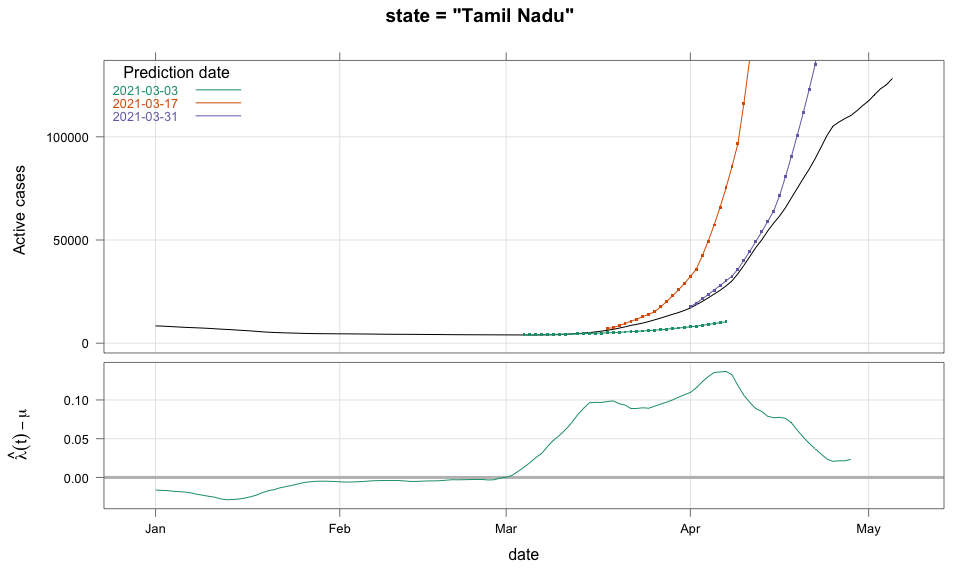 state = "Tamil Nadu"
Prediction date
2021-03-03
2021-03-17
2021-03-31
Active cases
100000
50000
0
λ̂(t) − μ
0.10
0.05
0.00
Jan Feb Mar Apr May
date